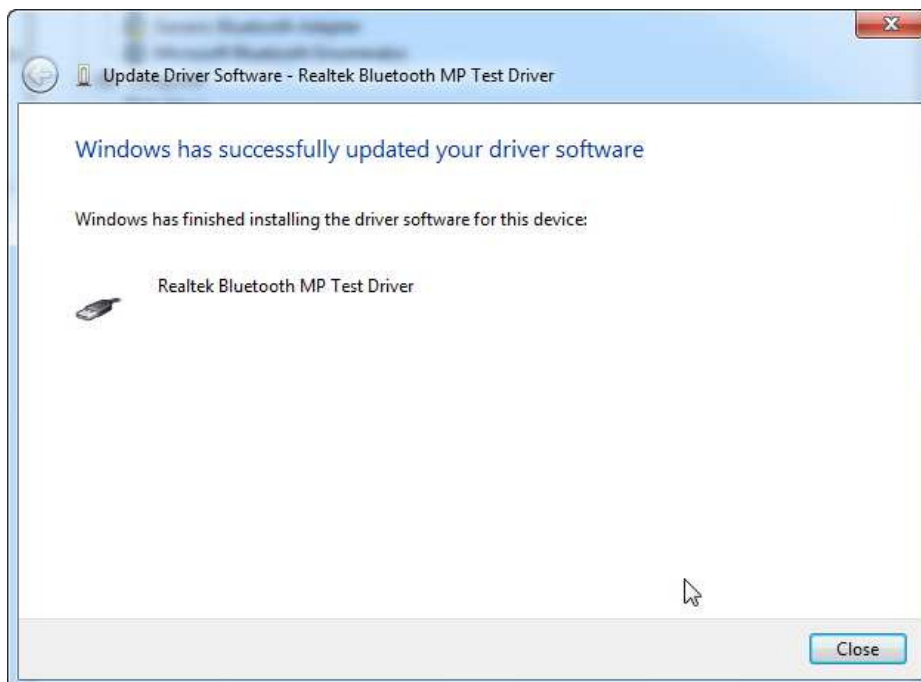 Update Driver Software - Realtek Bluetooth MP Test Driver
Windows has successfully updated your driver software
Windows has finished installing the driver software for this device:
Realtek Bluetooth MP Test Driver
Close